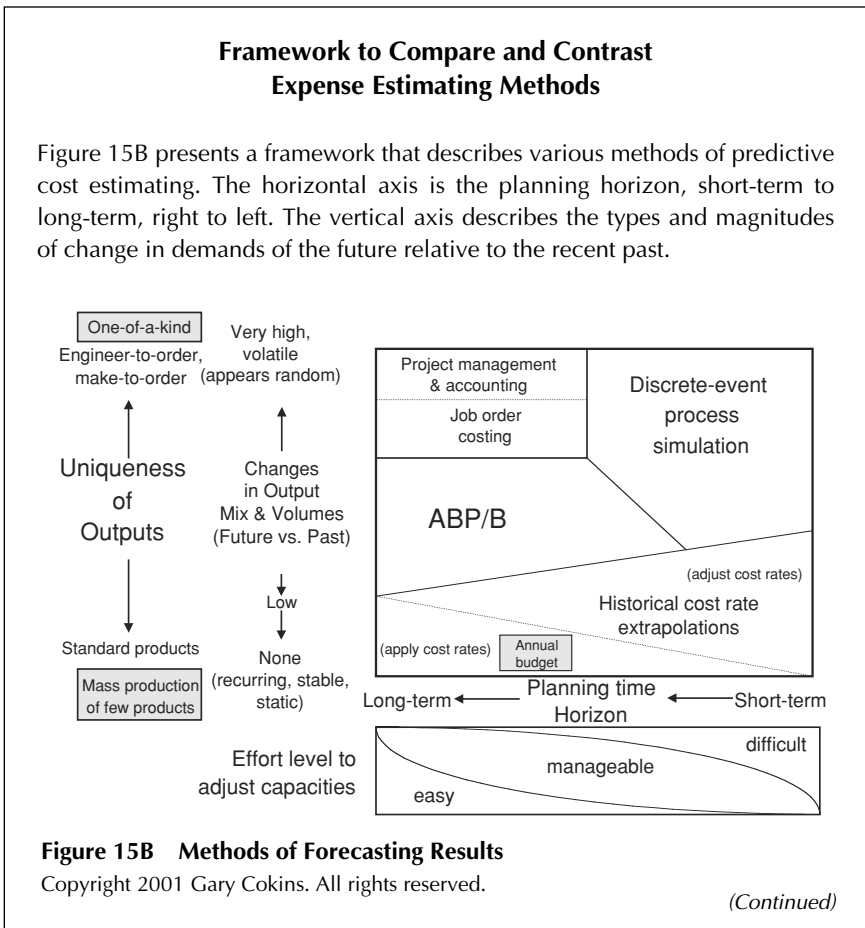 Framework to Compare and Contrast
Expense Estimating Methods
Figure 15B presents a framework that describes various methods of predictive
cost estimating. The horizontal axis is the planning horizon, short-term to
long-term, right to left. The vertical axis describes the types and magnitudes
of change in demands of the future relative to the recent past.
One-of-a-kind
Engineer-to-order,
make-to-order
Uniqueness
of
Outputs
Standard products
Mass production
of few products
Very high,
volatile
(appears random)
Changes
in Output
Mix & Volumes
(Future vs. Past)
Low
None
(recurring, stable,
static)
Project management
& accounting
Job order
costing
Discrete-event
process
simulation
ABP/B
(adjust cost rates)
Historical cost rate
extrapolations
(apply cost rates)
Annual
budget
Long-term
Planning time
Horizon
Short-term
Effort level to
adjust capacities
easy
manageable
difficult
Figure 15B Methods of Forecasting Results
Copyright 2001 Gary Cokins. All rights reserved.
(Continued)